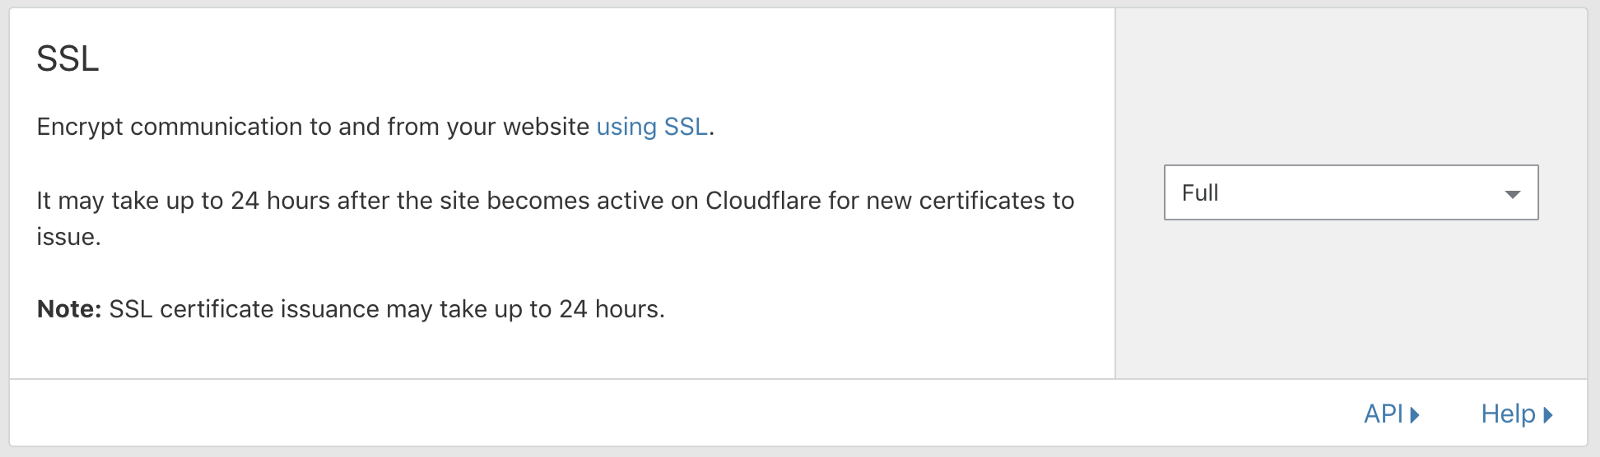 SSL
Encrypt communication to and from your website using SSL.
It may take up to 24 hours after the site becomes active on Cloudflare for new certificates to
issue.
Note: SSL certificate issuance may take up to 24 hours.
Full
API
Help